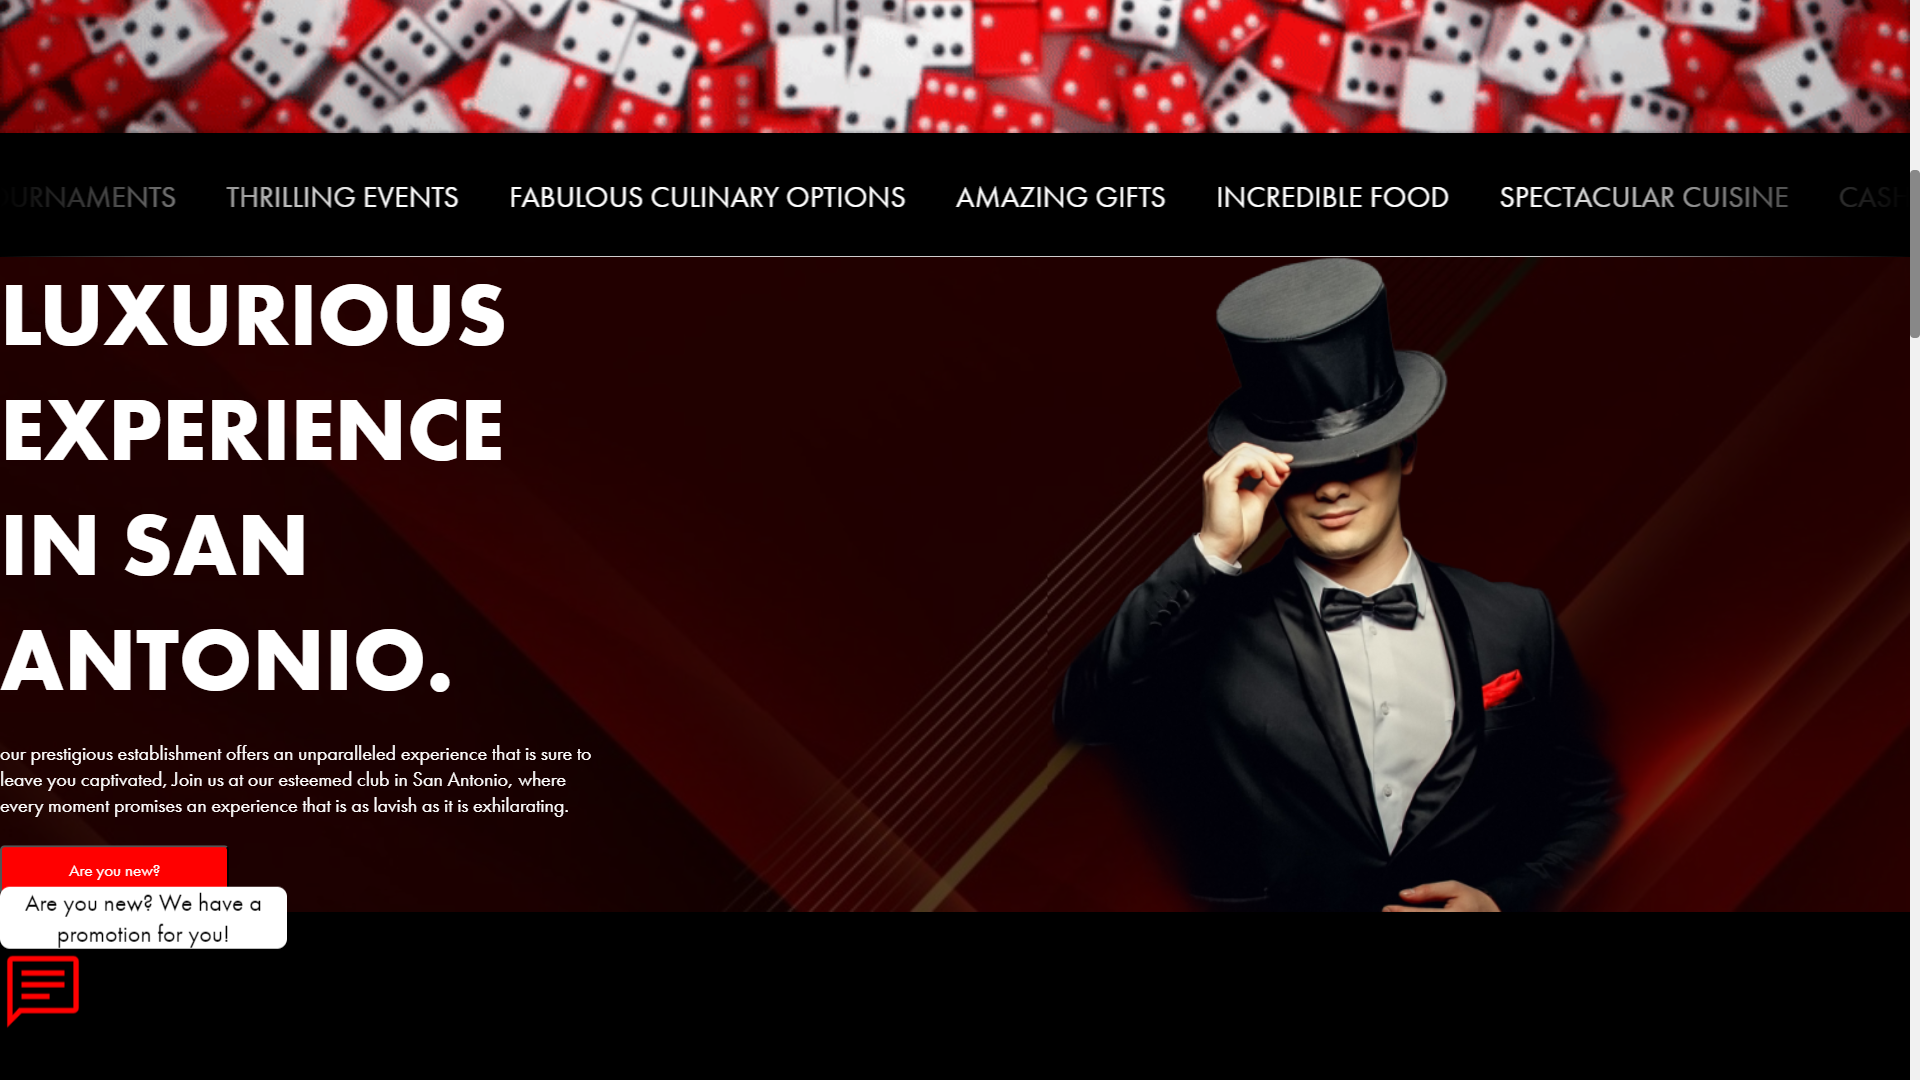 OURNAMENTS THRILLING EVENTS FABULOUS CULINARY OPTIONS AMAZING GIFTS INCREDIBLE FOOD SPECTACULAR CUISINE CASH
LUXURIOUS
EXPERIENCE
IN SAN
ANTONIO.
our prestigious establishment offers an unparalleled experience that is sure to
leave you captivated, Join us at our esteemed club in San Antonio, where
every moment promises an experience that is as lavish as it is exhilarating.
Are you new?
Are you new? We have a
promotion for you!